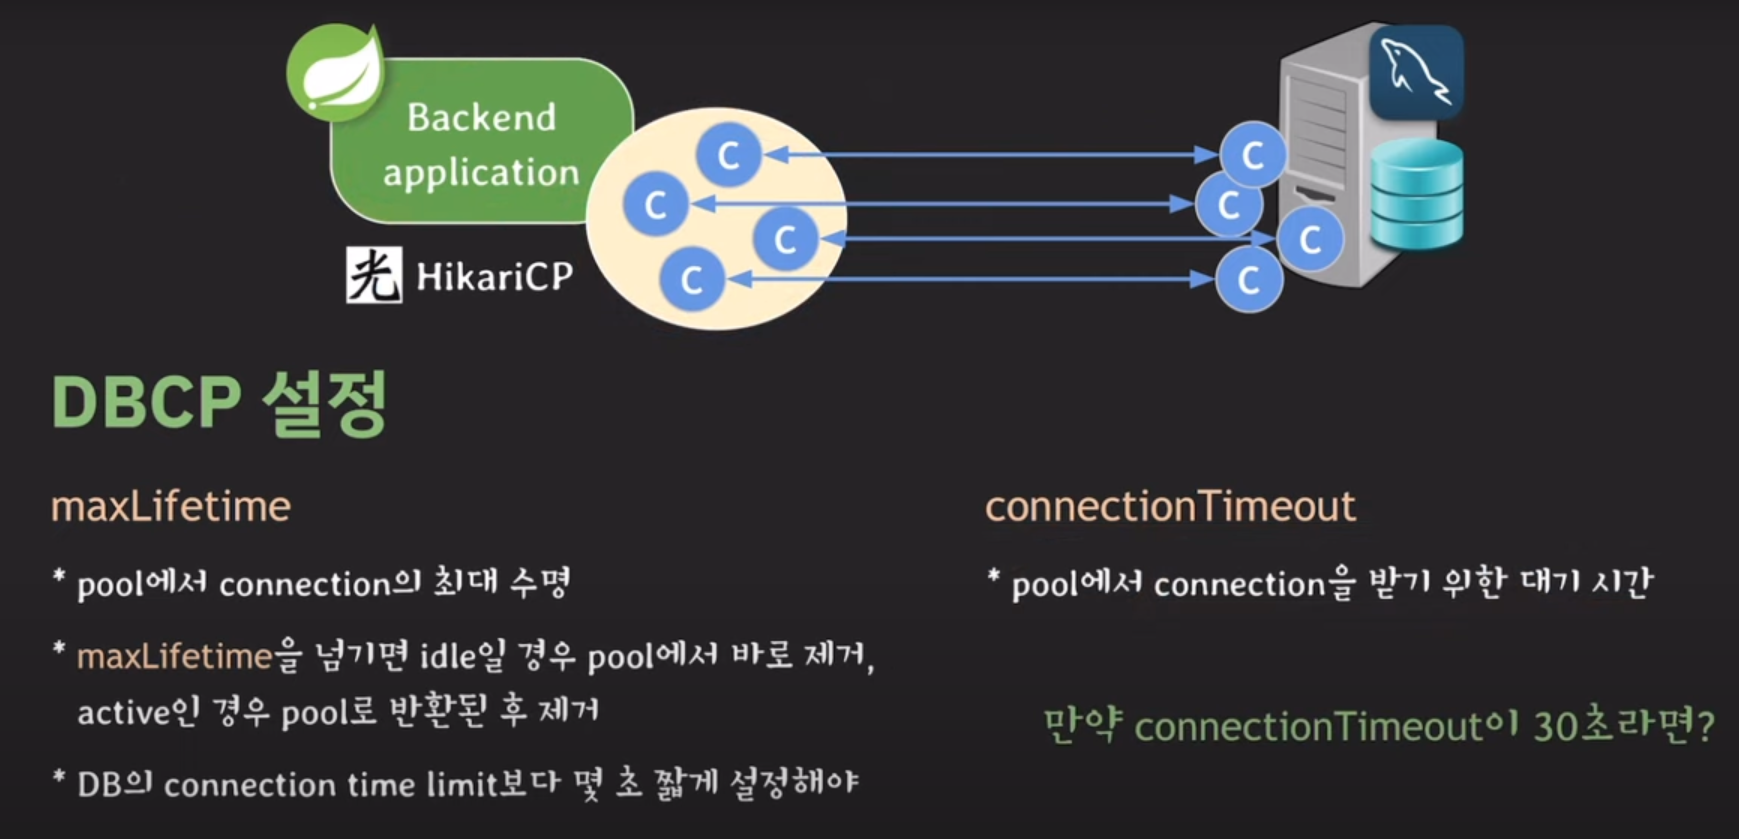 Backend
application
C
C
C
C
C
C
C
C
光 HikariCP
DBCP 설정
maxLifetime
* pool에서 connection의 최대 수명
* maxLifetime을 넘기면 idle일 경우 pool에서 바로 제거,
active인 경우 pool로 반환된 후 제거
* DB의 connection time limit보다 몇 초 짧게 설정해야
connectionTimeout
* pool에서 connection을 받기 위한 대기 시간
만약 connectionTimeout이 30초라면?